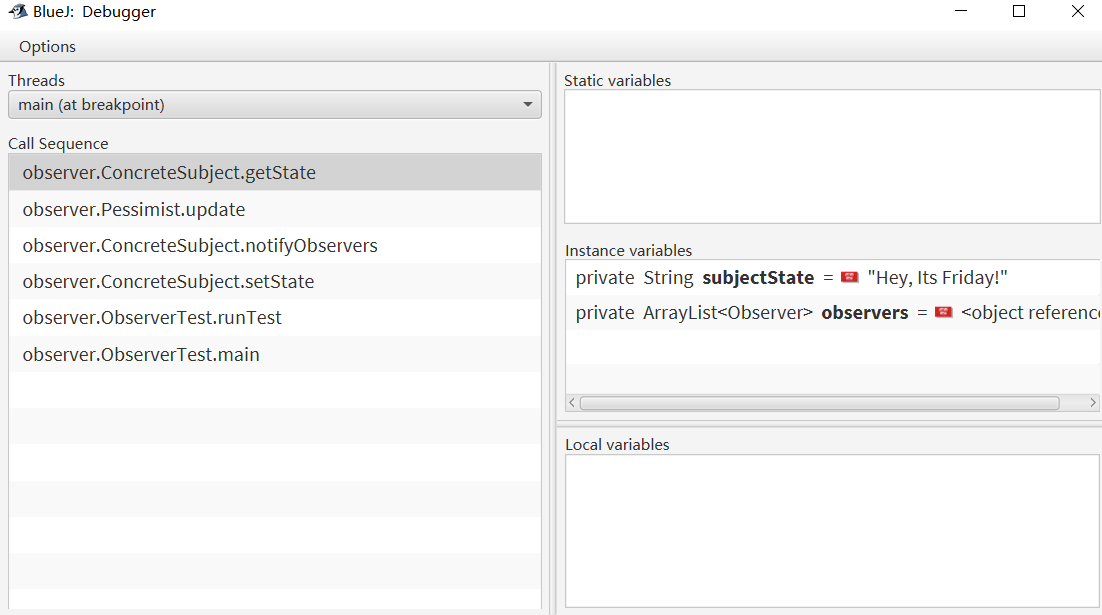 BlueJ: Debugger
Options
Threads
main (at breakpoint)
Call Sequence
observer.ConcreteSubject.getState
observer.Pessimist.update
observer.ConcreteSubject.notifyObservers
observer.ConcreteSubject.setState
observer.ObserverTest.runTest
observer.ObserverTest.main
Static variables
Instance variables
private String subjectState = "Hey, Its Friday!"
private ArrayList<Observer> observers = <object reference
Local variables